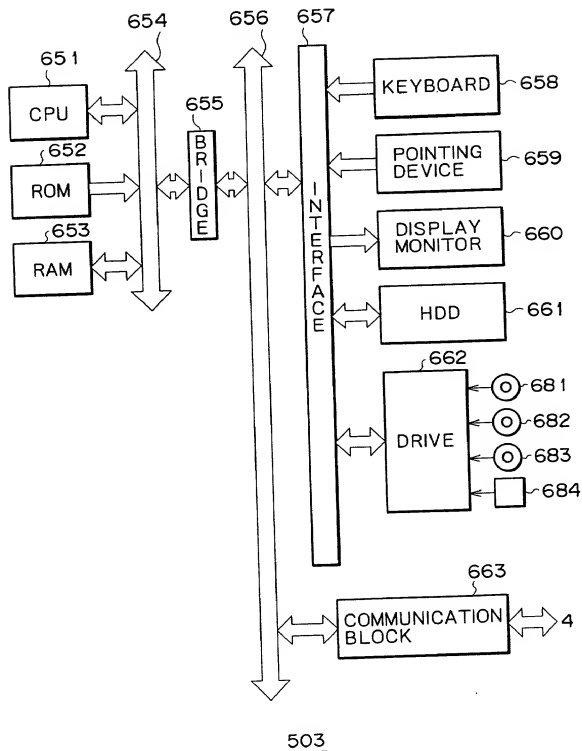 654
656
657
651
CPU
655
BRIDGE
KEYBOARD
658
652
ROM
POINTING
DEVICE
659
653
RAM
INTERFACE
DISPLAY
MONITOR
660
HDD
661
662
DRIVE
681
682
683
684
663
COMMUNICATION
BLOCK
4
503